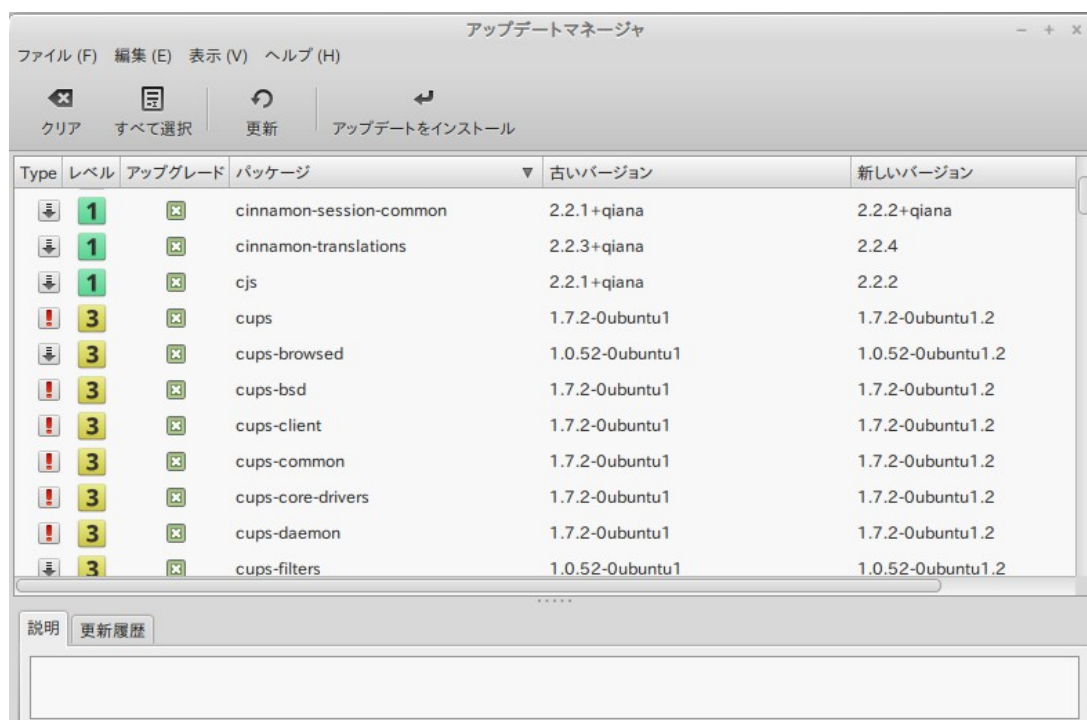 アップデートマネージャ
ファイル (F) 編集 (E) 表示 (V) ヘルプ (H)
クリア すべて選択 更新 アップデートをインストール
Type レベル アップグレード パッケージ 古いバージョン 新しいバージョン
1 cinnamon-session-common 2.2.1+qiana 2.2.2+qiana
1 cinnamon-translations 2.2.3+qiana 2.2.4
1 cjs 2.2.1+qiana 2.2.2
3 cups 1.7.2-0ubuntu1 1.7.2-0ubuntu1.2
3 cups-browsed 1.0.52-0ubuntu1 1.0.52-0ubuntu1.2
3 cups-bsd 1.7.2-0ubuntu1 1.7.2-0ubuntu1.2
3 cups-client 1.7.2-0ubuntu1 1.7.2-0ubuntu1.2
3 cups-common 1.7.2-0ubuntu1 1.7.2-0ubuntu1.2
3 cups-core-drivers 1.7.2-0ubuntu1 1.7.2-0ubuntu1.2
3 cups-daemon 1.7.2-0ubuntu1 1.7.2-0ubuntu1.2
3 cups-filters 1.0.52-0ubuntu1 1.0.52-0ubuntu1.2
説明 更新履歴